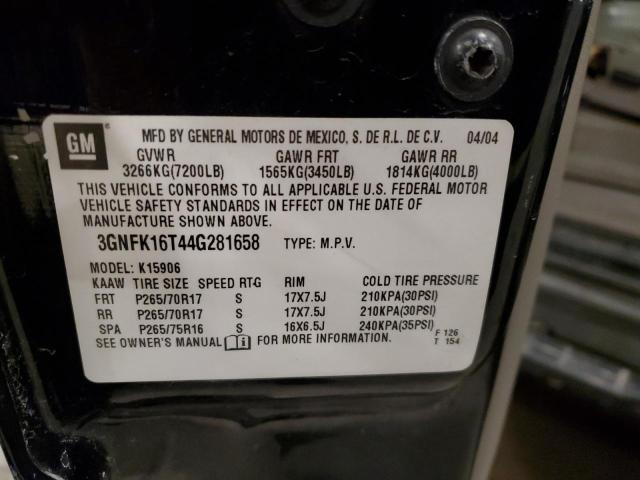 GM
MFD BY GENERAL MOTORS DE MEXICO, S. DE R.L. DE C.V. 04/04
GVWR GAWR FRT GAWR RR
3266KG(7200LB) 1565KG(3450LB) 1814KG(4000LB)
THIS VEHICLE CONFORMS TO ALL APPLICABLE U.S. FEDERAL MOTOR
VEHICLE SAFETY STANDARDS IN EFFECT ON THE DATE OF
MANUFACTURE SHOWN ABOVE.
3GNFK16T44G281658 TYPE: M.P.V.
MODEL: K15906
KAAW TIRE SIZE SPEED RTG RIM COLD TIRE PRESSURE
FRT P265/70R17 S 17X7.5J 210KPA(30PSI)
RR P265/70R17 S 17X7.5J 210KPA(30PSI)
SPA P265/75R16 S 16X6.5J 240KPA(35PSI)
SEE OWNER'S MANUAL i FOR MORE INFORMATION.
F 126
T 154